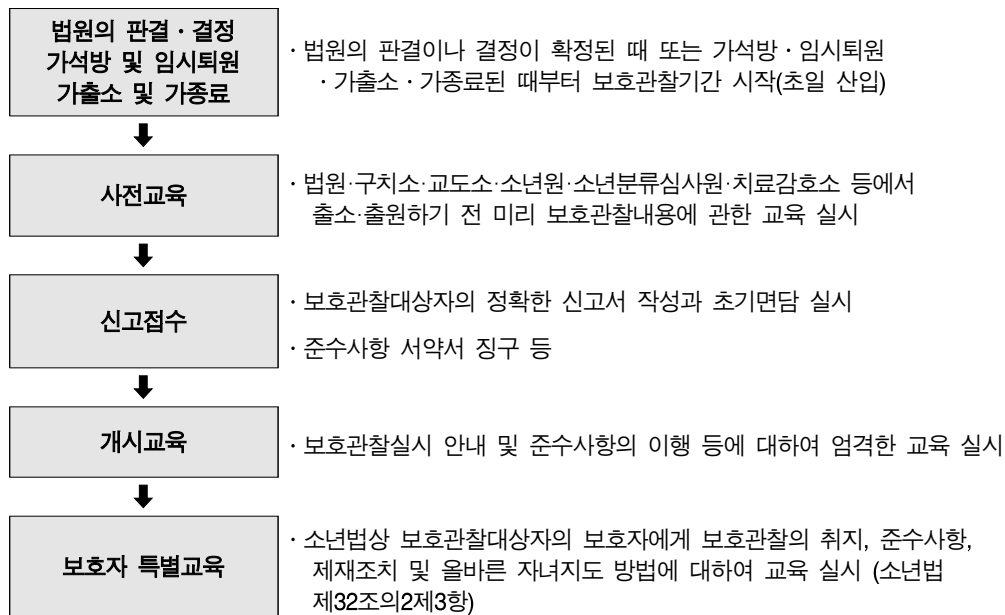 법원의 판결 · 결정
가석방 및 임시퇴원
가출소 및 가종료
· 법원의 판결이나 결정이 확정된 때 또는 가석방 · 임시퇴원
· 가출소 · 가종료된 때부터 보호관찰기간 시작(초일 산입)
사전교육
· 법원·구치소·교도소·소년원·소년분류심사원·치료감호소 등에서
출소·출원하기 전 미리 보호관찰내용에 관한 교육 실시
신고접수
· 보호관찰대상자의 정확한 신고서 작성과 초기면담 실시
· 준수사항 서약서 징구 등
개시교육
· 보호관찰실시 안내 및 준수사항의 이행 등에 대하여 엄격한 교육 실시
보호자 특별교육
· 소년법상 보호관찰대상자의 보호자에게 보호관찰의 취지, 준수사항,
제재조치 및 올바른 자녀지도 방법에 대하여 교육 실시 (소년법
제32조의2제3항)